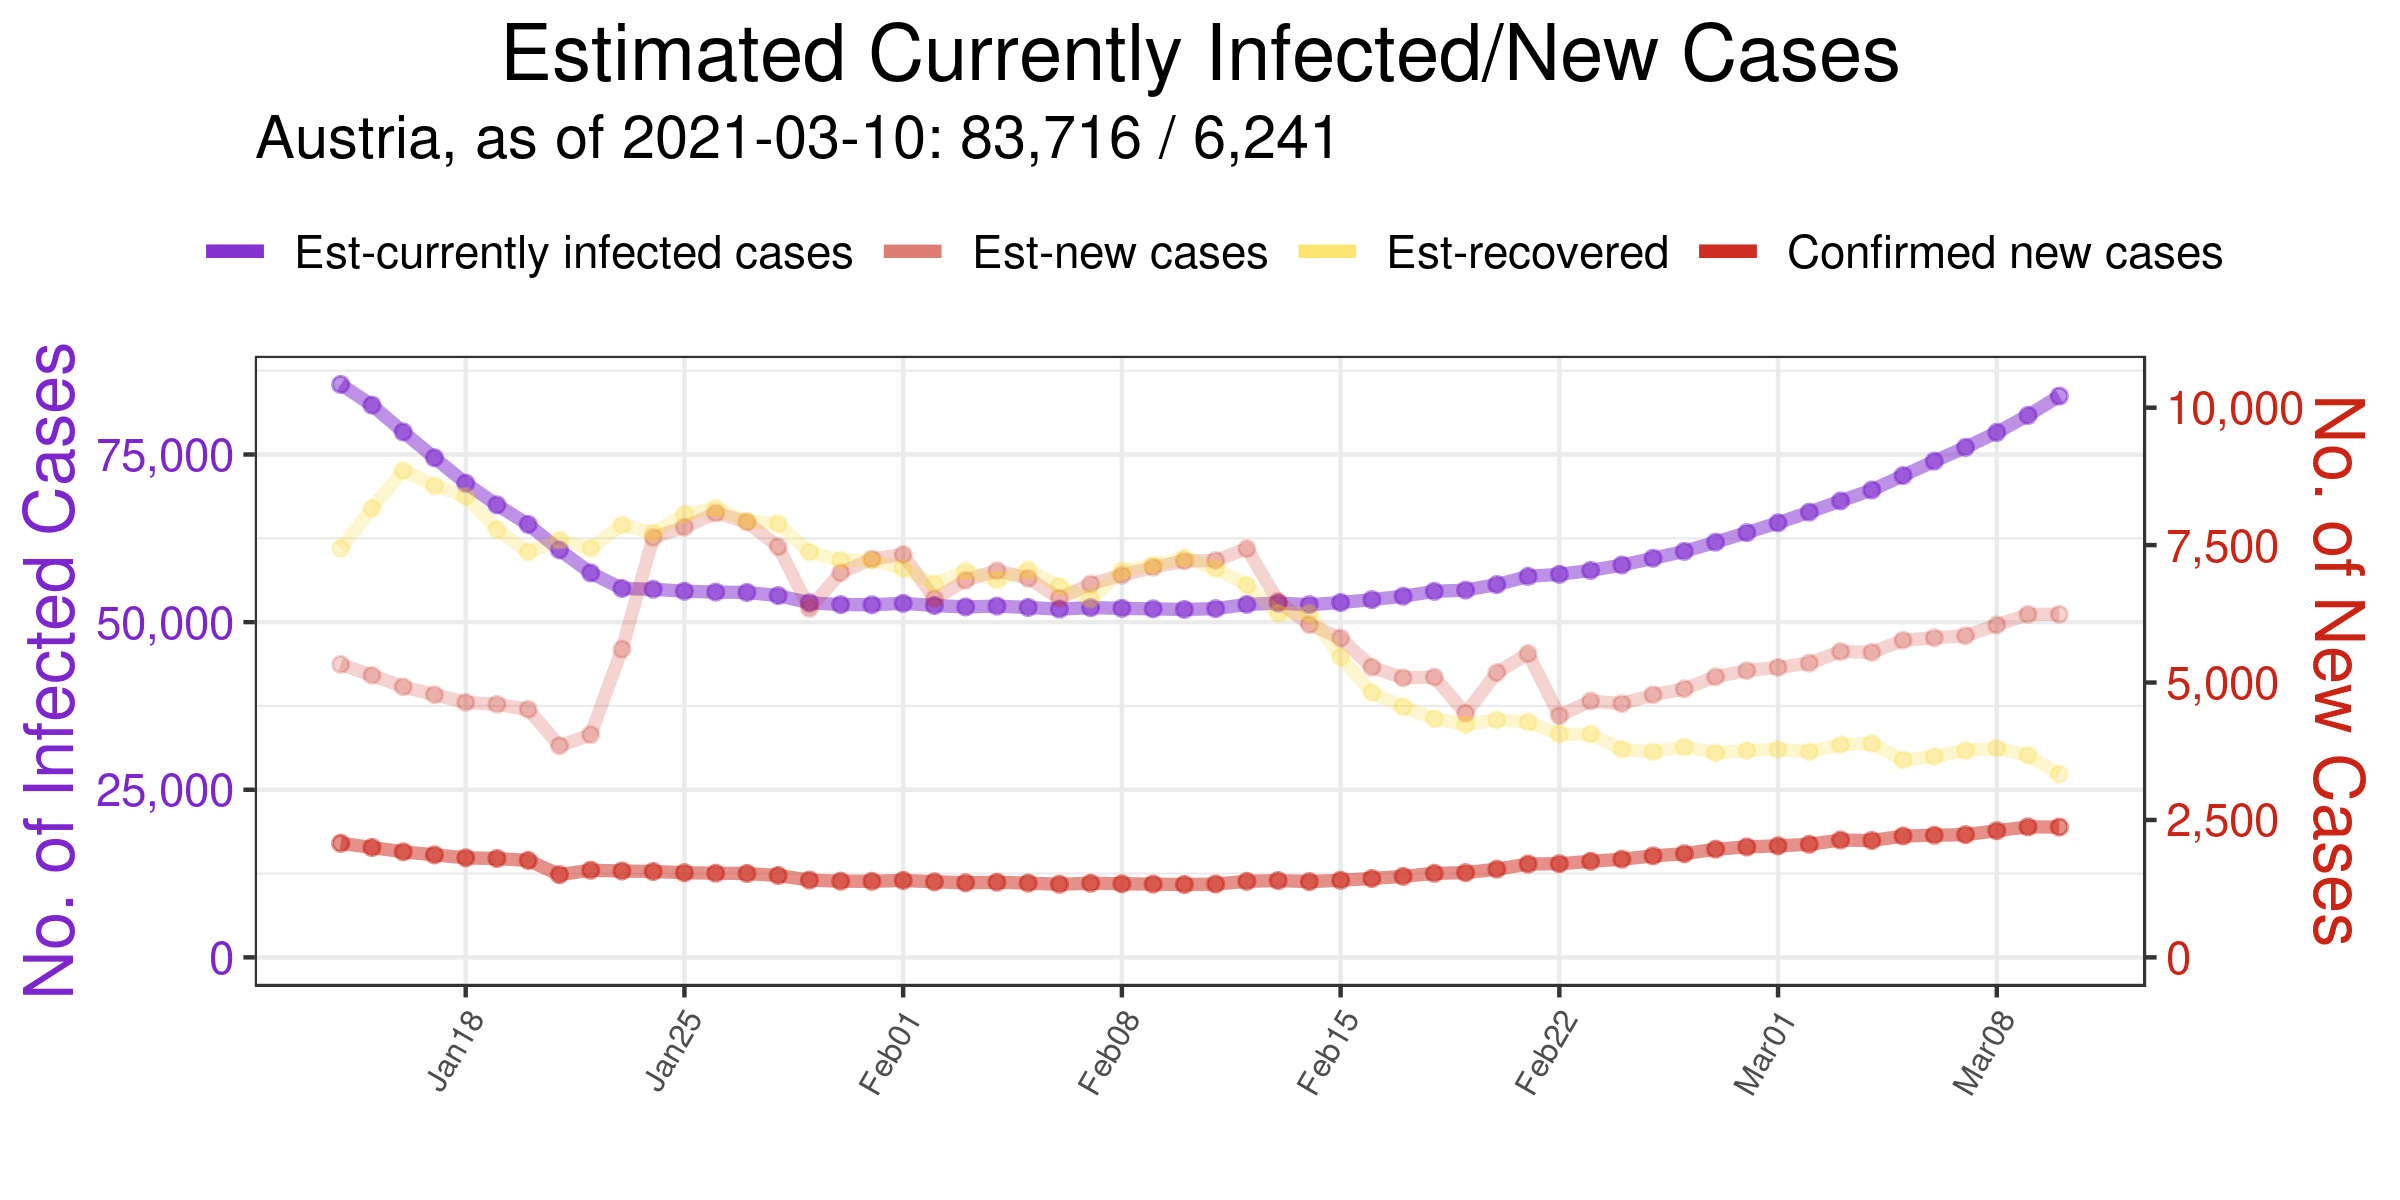 Estimated Currently Infected/New Cases
Austria, as of 2021-03-10: 83,716 / 6,241
Est-currently infected cases Est-new cases Est-recovered Confirmed new cases
No. of Infected Cases
75,000
50,000
25,000
0
10,000
7,500
5,000
2,500
0
No. of New Cases
Jan18 Jan25 Feb01 Feb08 Feb15 Feb22 Mar01 Mar08